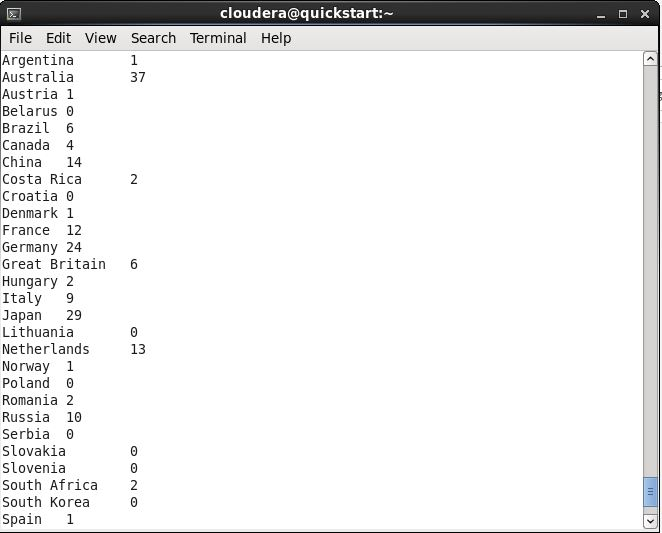 cloudera@quickstart:~
File Edit View Search Terminal Help
Argentina 1
Australia 37
Austria 1
Belarus 0
Brazil 6
Canada 4
China 14
Costa Rica 2
Croatia 0
Denmark 1
France 12
Germany 24
Great Britain 6
Hungary 2
Italy 9
Japan 29
Lithuania 0
Netherlands 13
Norway 1
Poland 0
Romania 2
Russia 10
Serbia 0
Slovakia 0
Slovenia 0
South Africa 2
South Korea 0
Spain 1